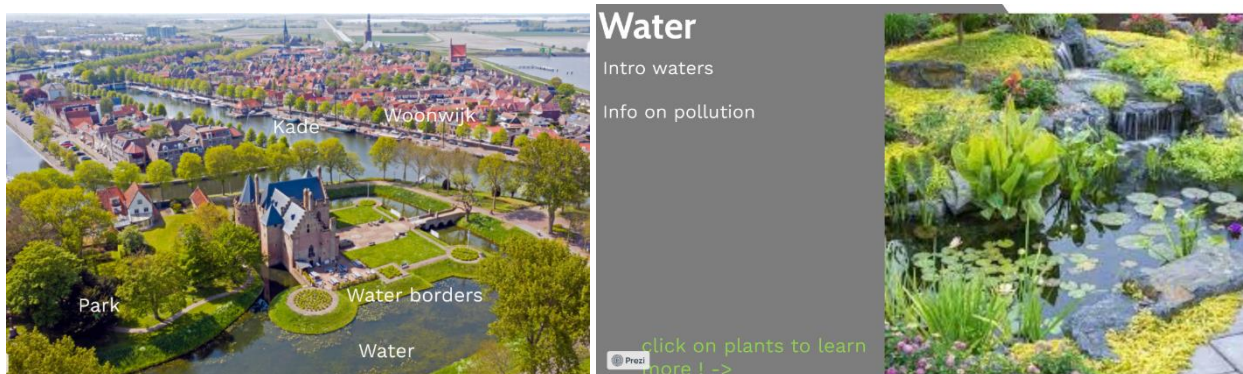 Woonwijk
Kade
Water borders
Park
Water
Water
Intro waters
Info on pollution
click on plants to learn
more ! ->
Prezi